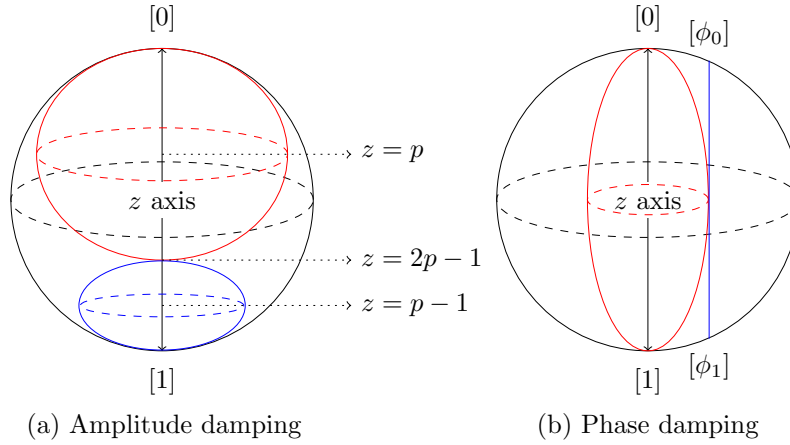 [0]
z = p
z axis
z = 2p − 1
z = p − 1
[1]
(a) Amplitude damping
[0]
[ϕ₀]
z axis
[ϕ₁]
[1]
(b) Phase damping